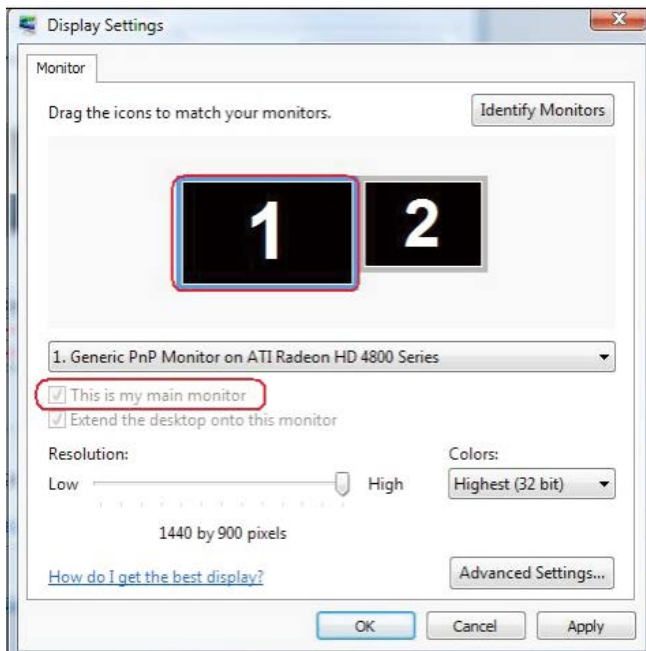 Display Settings
Monitor
Drag the icons to match your monitors.
Identify Monitors
1 2
1. Generic PnP Monitor on ATI Radeon HD 4800 Series
This is my main monitor
Extend the desktop onto this monitor
Resolution:
Colors:
Low High
Highest (32 bit)
1440 by 900 pixels
How do I get the best display?
Advanced Settings...
OK Cancel Apply